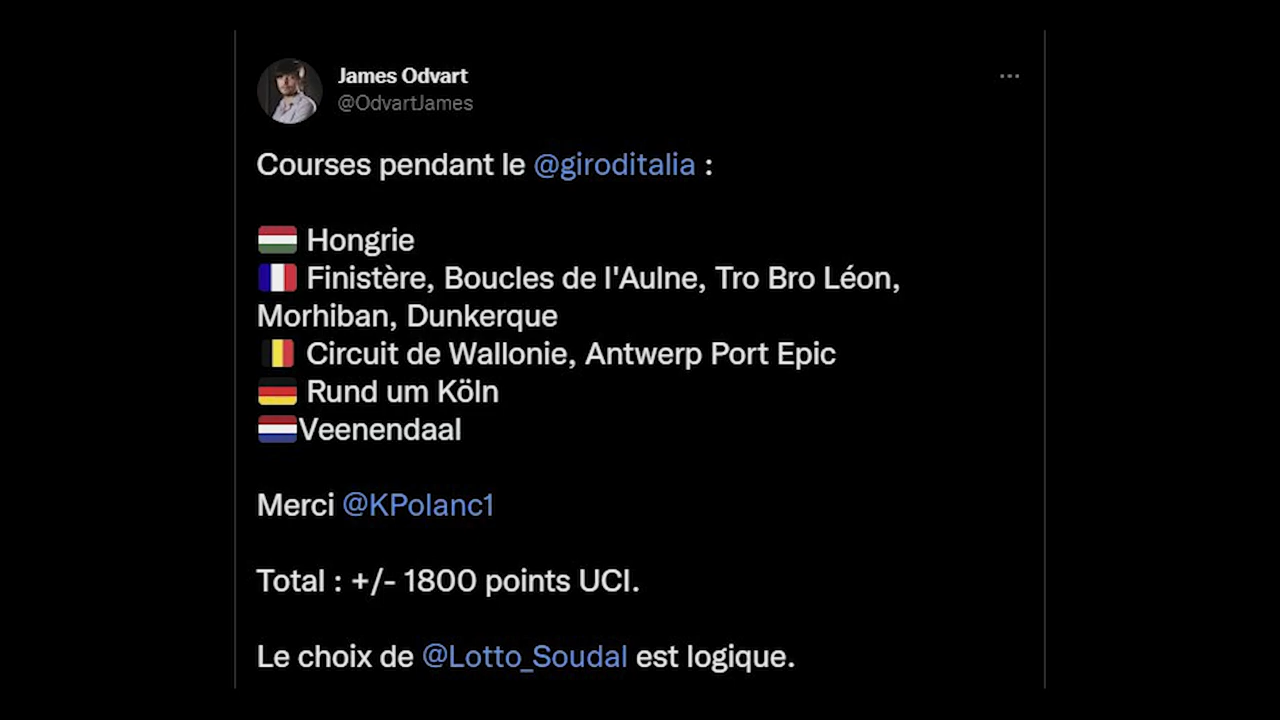 James Odvart
@OdvartJames
Courses pendant le @giroditalia :
Hongrie
Finistère, Boucles de l'Aulne, Tro Bro Léon,
Morhiban, Dunkerque
Circuit de Wallonie, Antwerp Port Epic
Rund um Köln
Veenendaal
Merci @KPolanc1
Total : +/- 1800 points UCI.
Le choix de @Lotto_Soudal est logique.